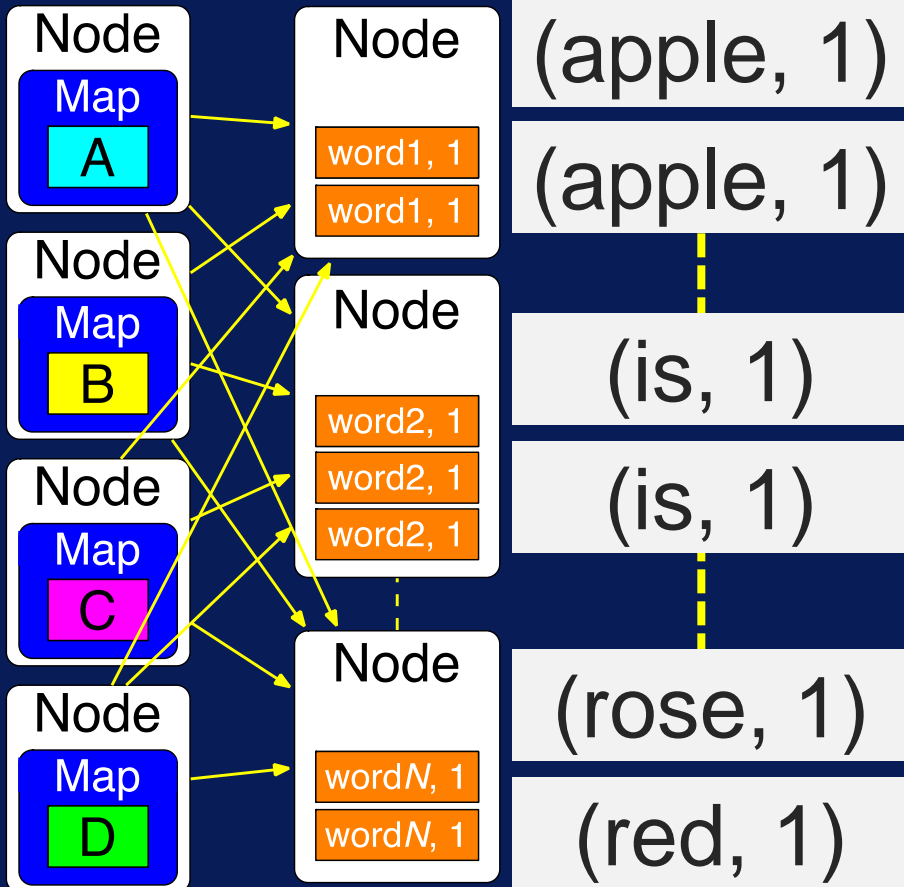 Node
Map
A
Node
Map
B
Node
Map
C
Node
Map
D
Node
word1, 1
word1, 1
Node
word2, 1
word2, 1
word2, 1
Node
wordN, 1
wordN, 1
(apple, 1)
(apple, 1)
(is, 1)
(is, 1)
(rose, 1)
(red, 1)